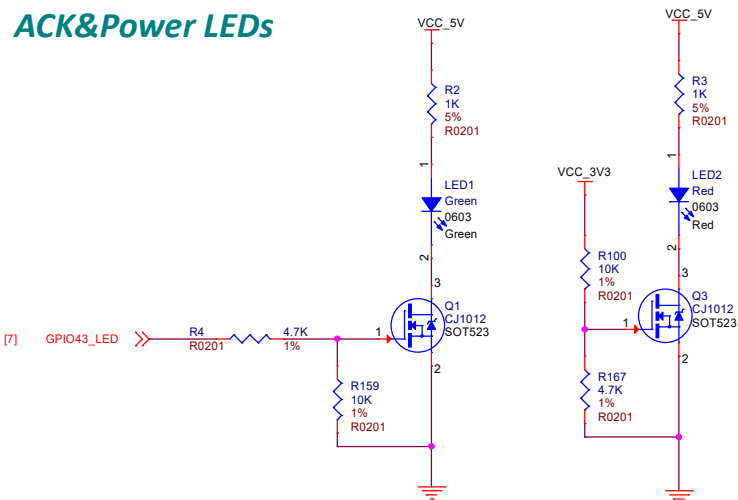 ACK&Power LEDs
VCC_5V
R2
1K
5%
R0201
1
LED1
Green
0603
Green
2
3
Q1
CJ1012
SOT523
1
2
[7] GPIO43_LED
R4 4.7K
R0201 1%
R159
10K
1%
R0201
VCC_5V
R3
1K
5%
R0201
1
LED2
Red
0603
Red
2
3
Q3
CJ1012
SOT523
1
2
VCC_3V3
R100
10K
1%
R0201
R167
4.7K
1%
R0201